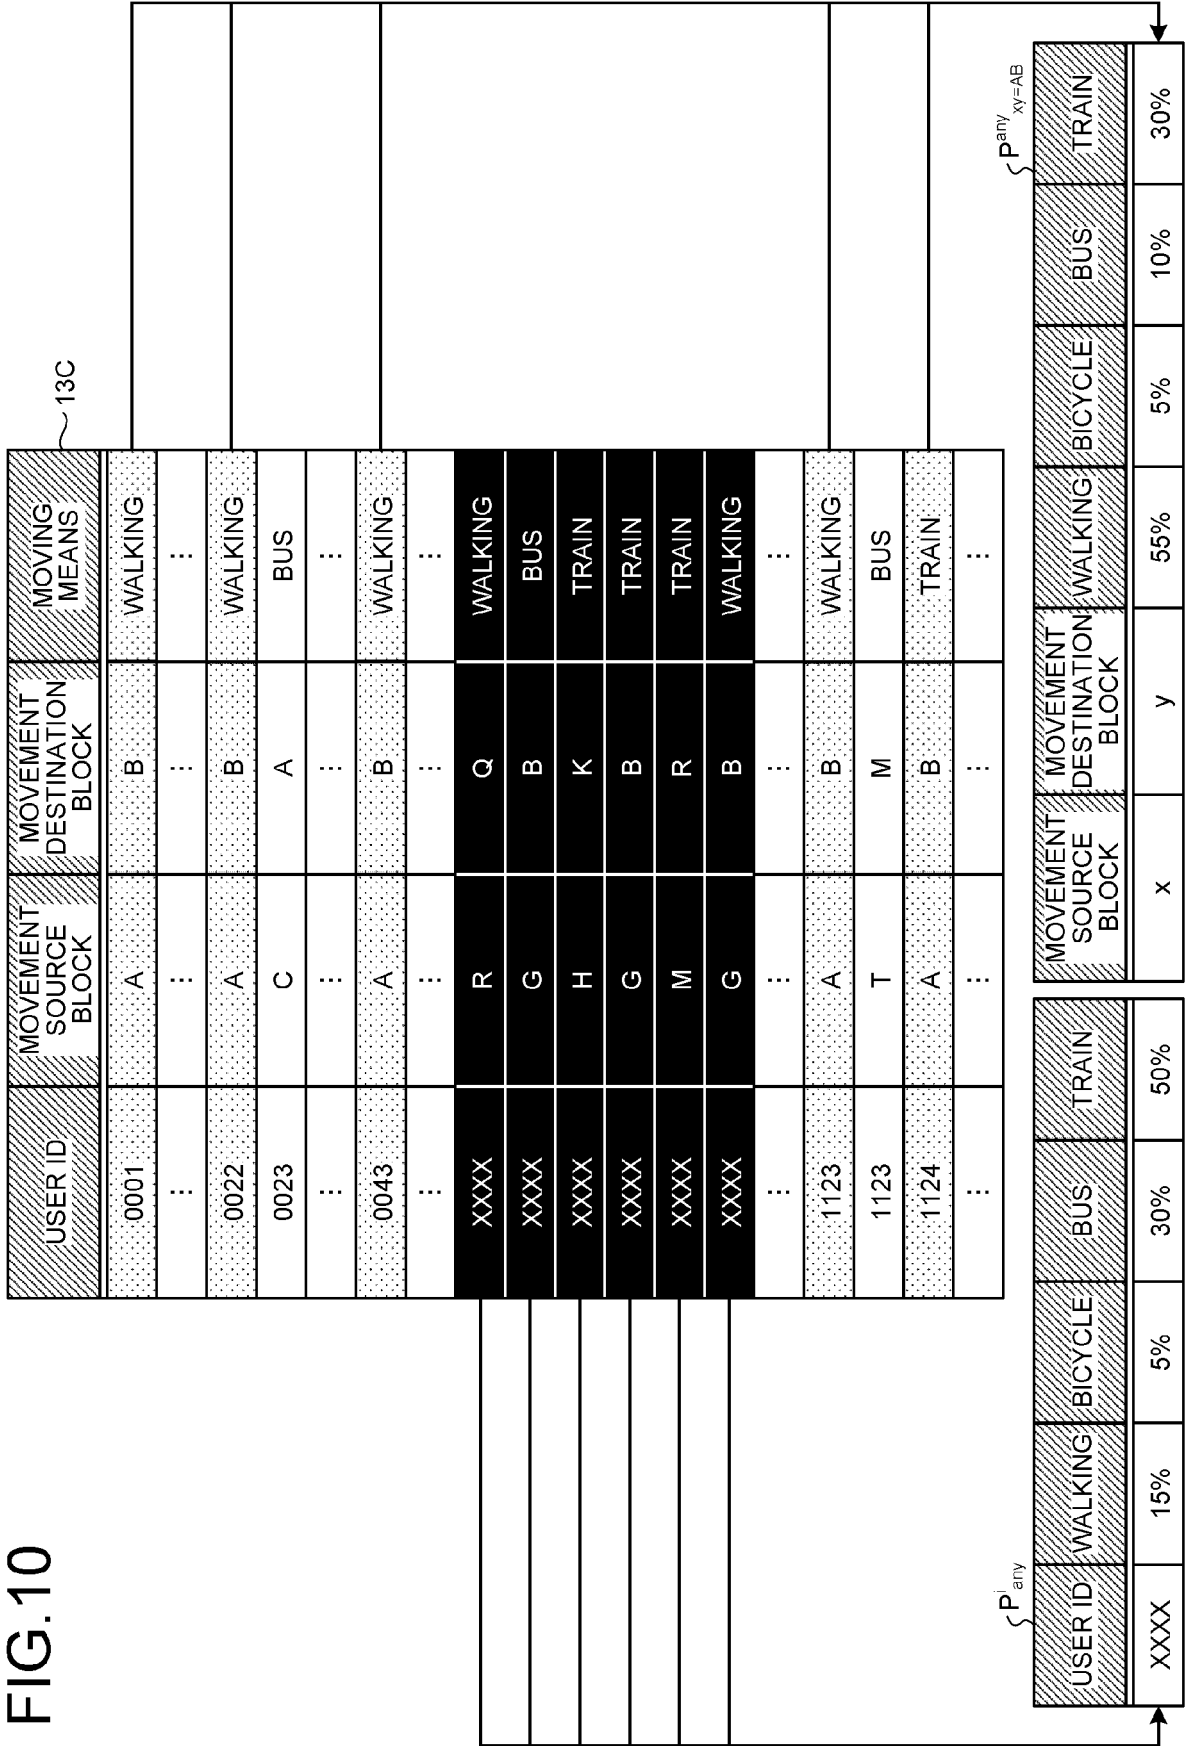 FIG.10
13C
USER ID MOVEMENT SOURCE BLOCK MOVEMENT DESTINATION BLOCK MOVING MEANS
0001 A B WALKING
⋮ ⋮ ⋮ ⋮
0022 A B WALKING
0023 C A BUS
⋮ ⋮ ⋮ ⋮
0043 A B WALKING
⋮ ⋮ ⋮ ⋮
XXXX R Q WALKING
XXXX G B BUS
XXXX H K TRAIN
XXXX G B TRAIN
XXXX M R TRAIN
XXXX G B WALKING
⋮ ⋮ ⋮ ⋮
1123 A B WALKING
1123 T M BUS
1124 A B TRAIN
⋮ ⋮ ⋮ ⋮
P^i_any
USER ID WALKING BICYCLE BUS TRAIN
XXXX 15% 5% 30% 50%
P^any_xy=AB
MOVEMENT SOURCE BLOCK MOVEMENT DESTINATION BLOCK WALKING BICYCLE BUS TRAIN
x y 55% 5% 10% 30%